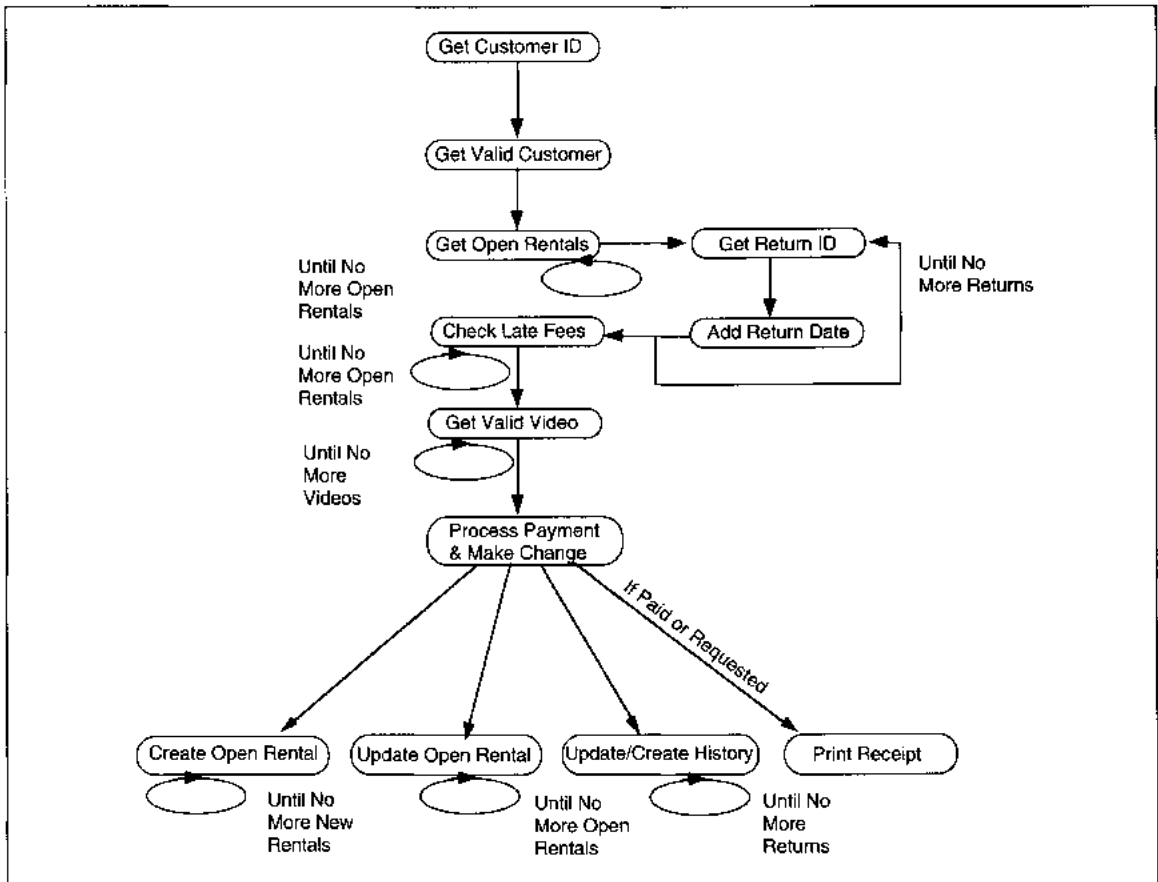 Get Customer ID
Get Valid Customer
Get Open Rentals
Get Return ID
Until No
More Open
Rentals
Until No
More Returns
Check Late Fees
Add Return Date
Until No
More Open
Rentals
Get Valid Video
Until No
More
Videos
Process Payment
& Make Change
If Paid or Requested
Create Open Rental
Update Open Rental
Update/Create History
Print Receipt
Until No
More New
Rentals
Until No
More Open
Rentals
Until No
More
Returns